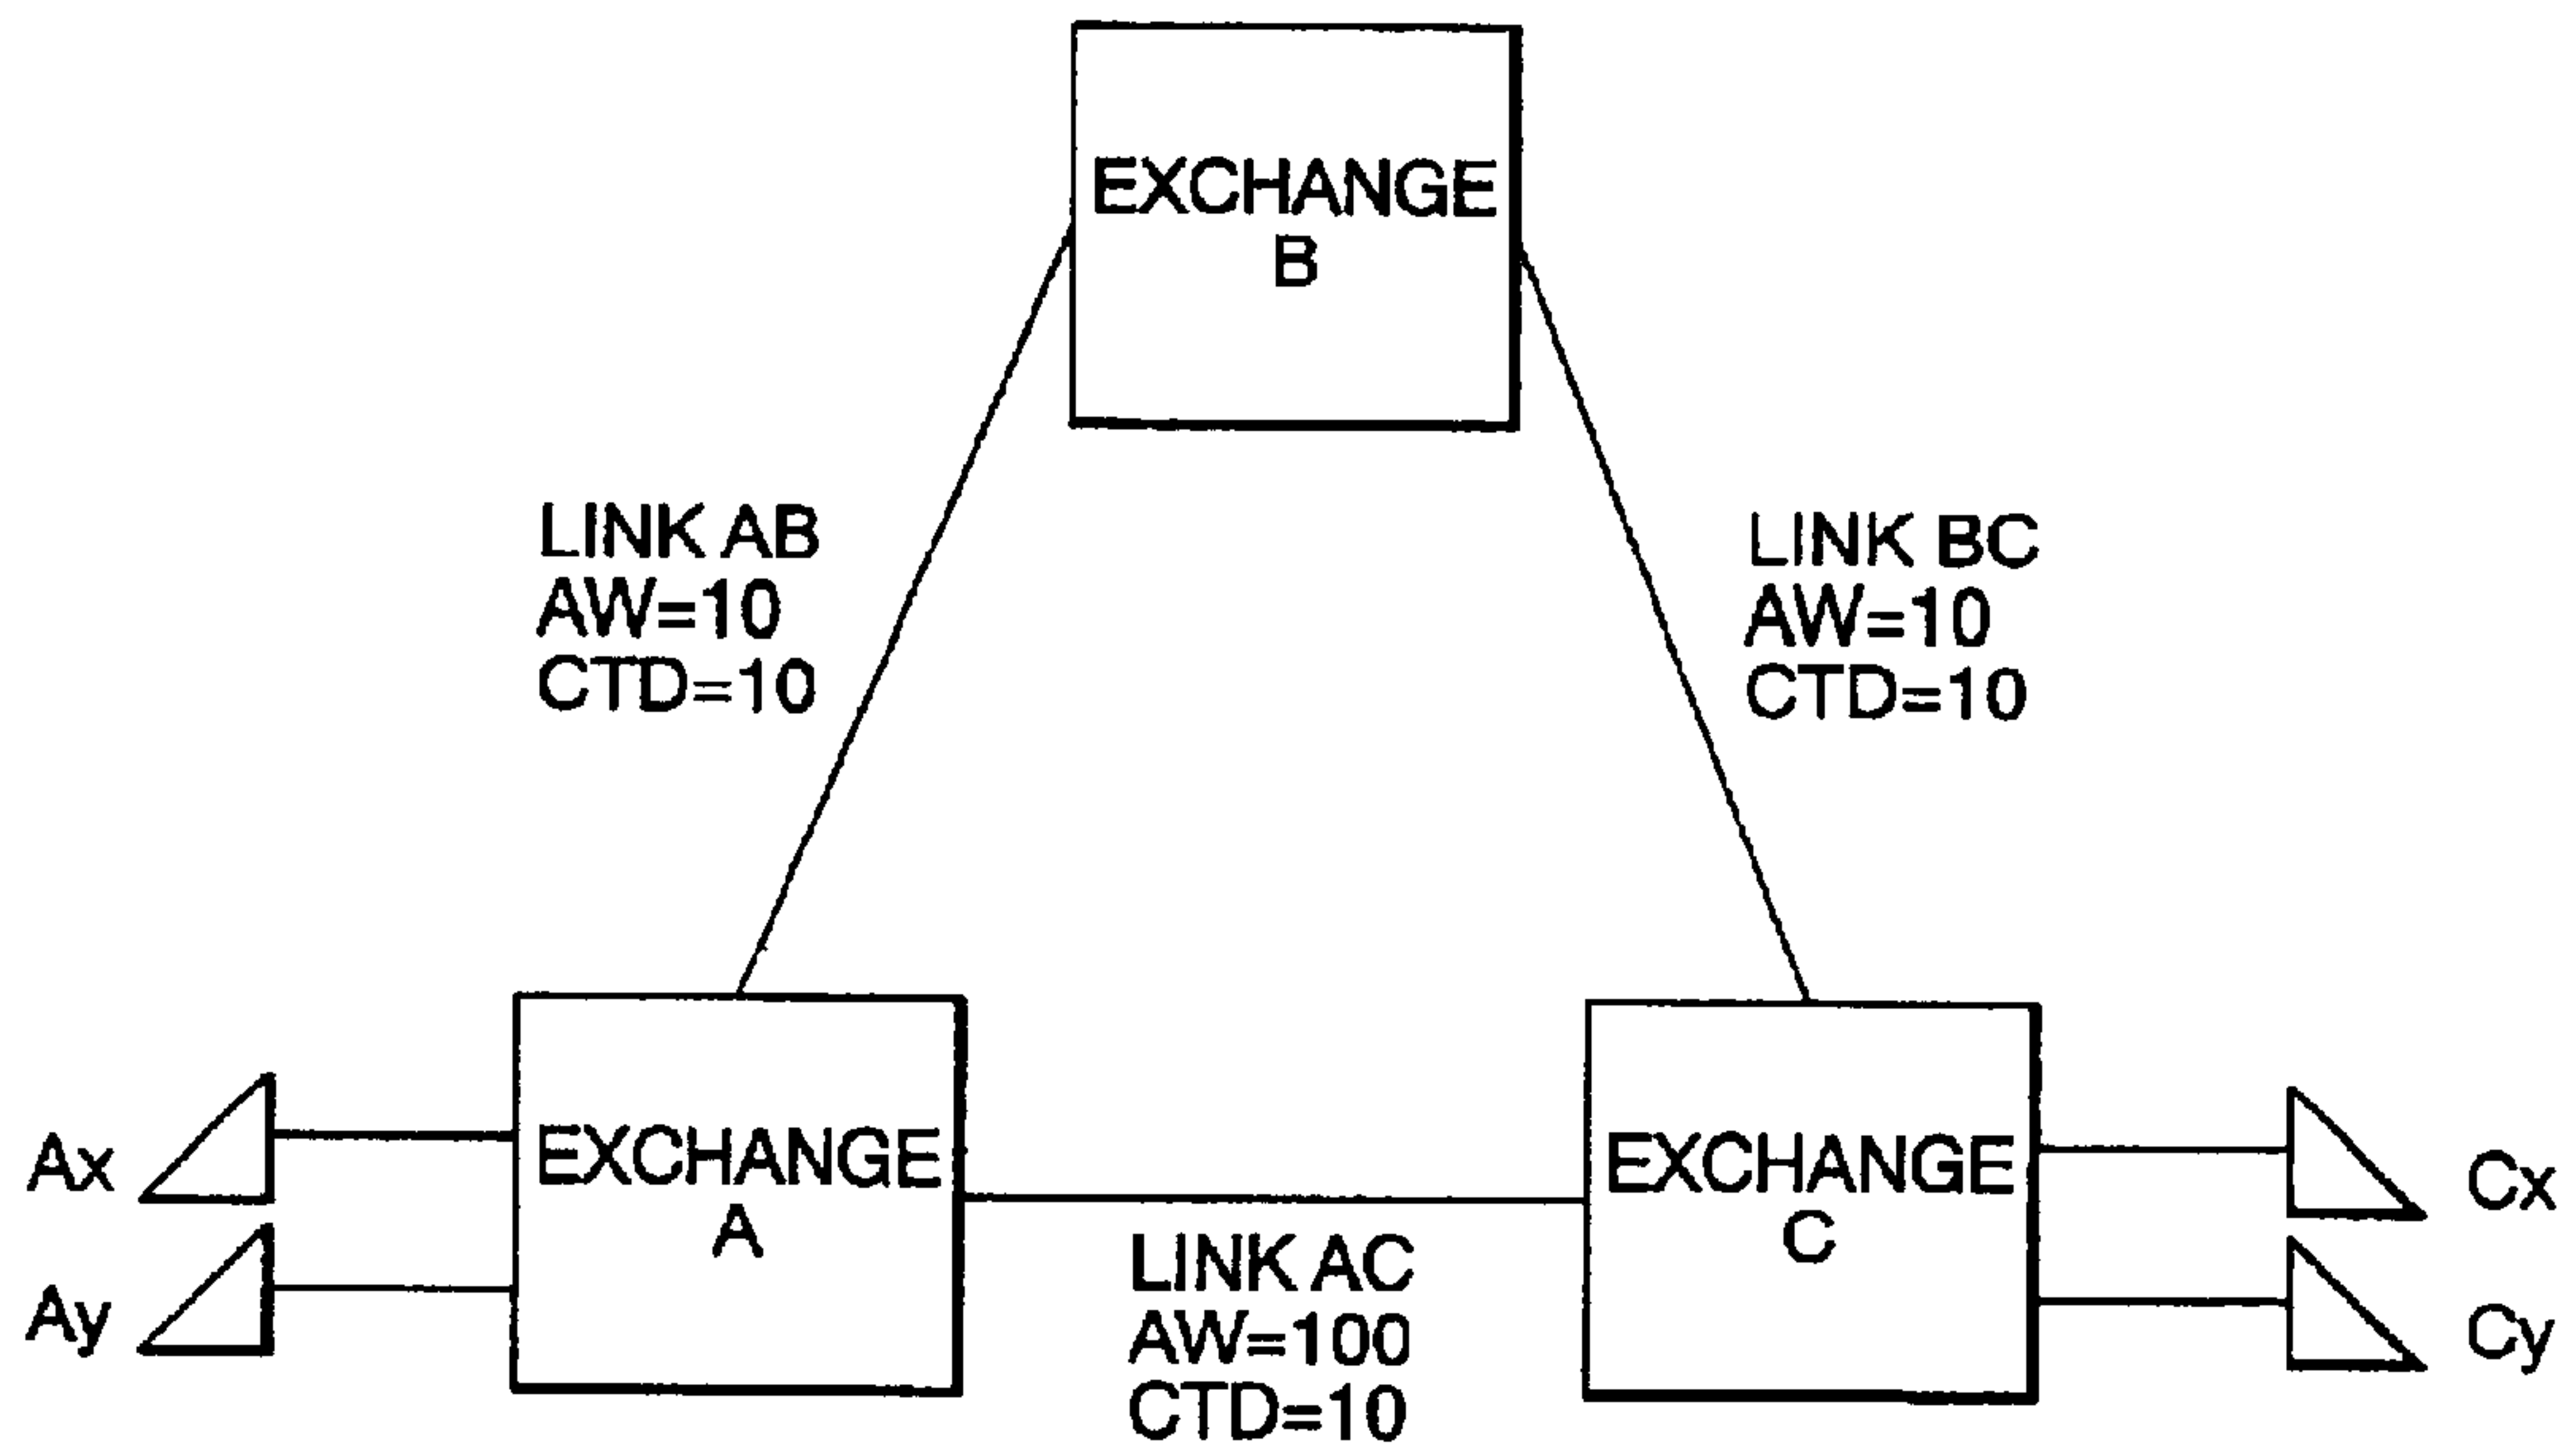 EXCHANGE
B
LINK AB
AW=10
CTD=10
LINK BC
AW=10
CTD=10
Ax
Ay
EXCHANGE
A
LINK AC
AW=100
CTD=10
EXCHANGE
C
Cx
Cy